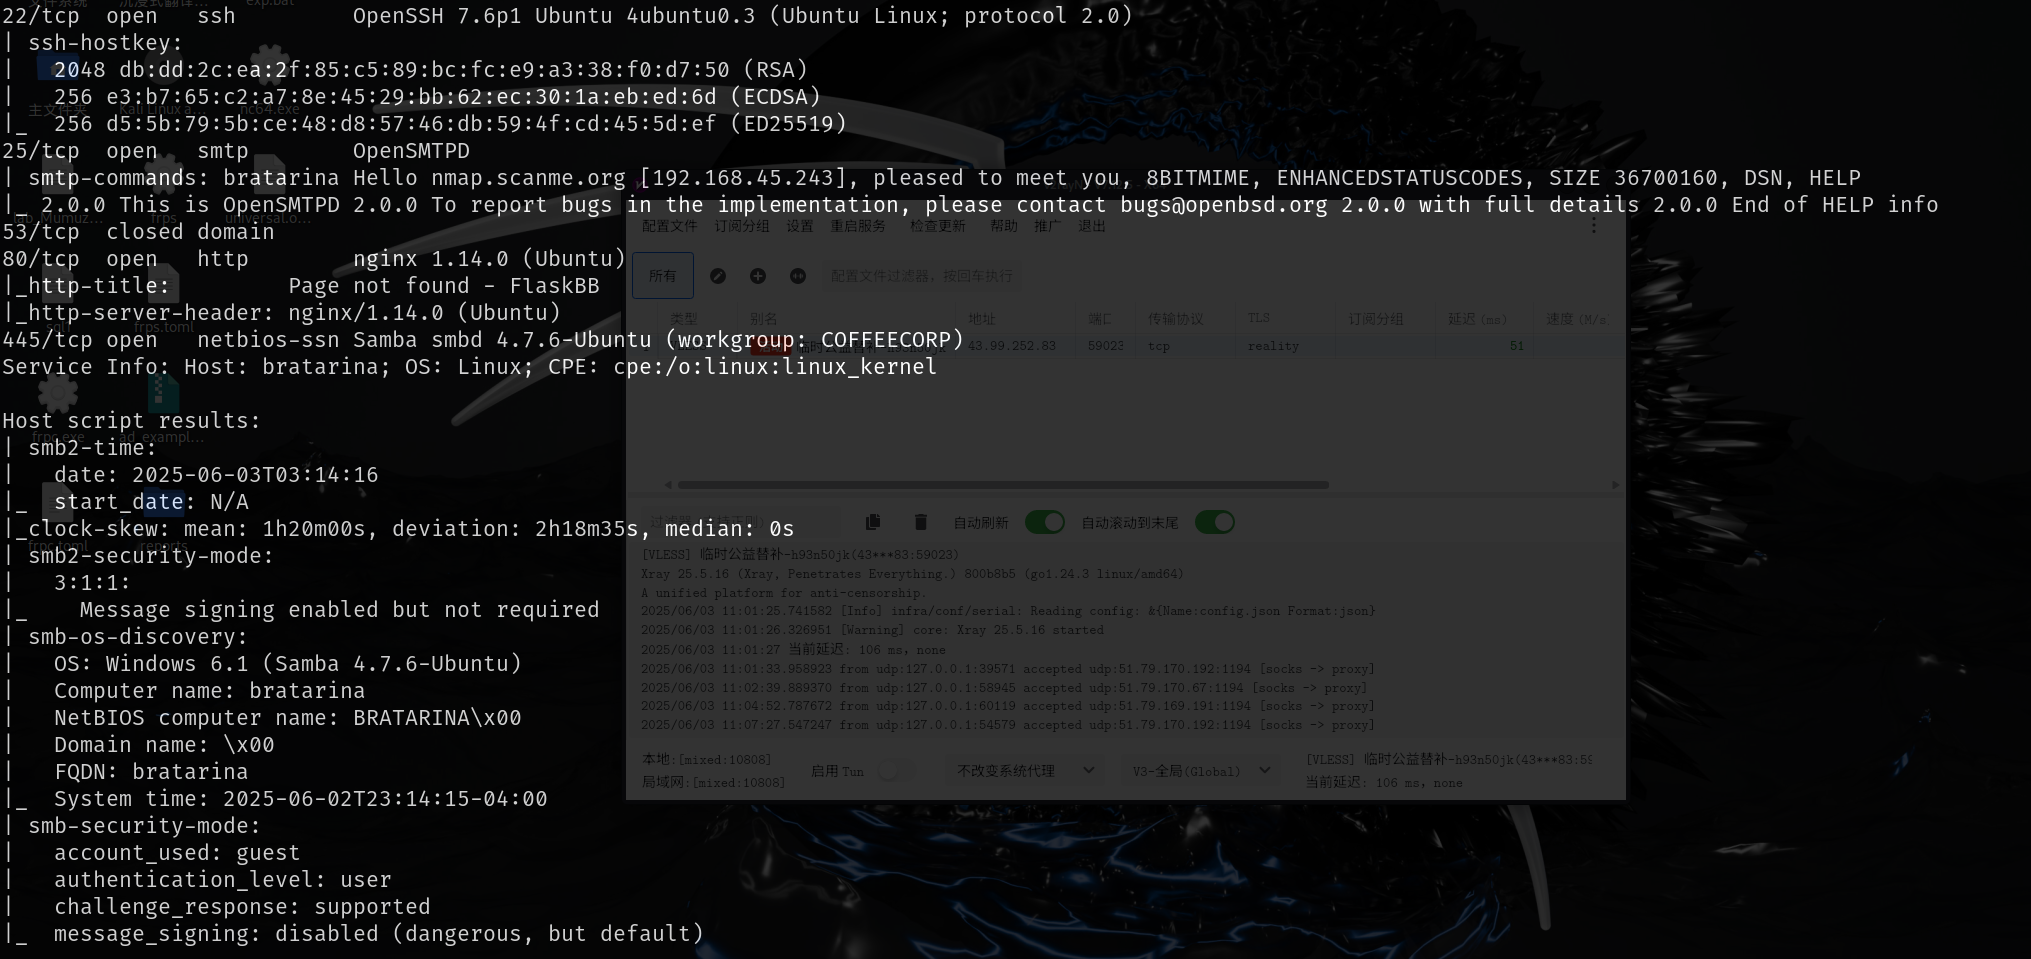 22/tcp  open   ssh         OpenSSH 7.6p1 Ubuntu 4ubuntu0.3 (Ubuntu Linux; protocol 2.0)
| ssh-hostkey:
|   2048 db:dd:2c:ea:2f:85:c5:89:bc:fc:e9:a3:38:f0:d7:50 (RSA)
|   256 e3:b7:65:c2:a7:8e:45:29:bb:62:ec:30:1a:eb:ed:6d (ECDSA)
|_  256 d5:5b:79:5b:ce:48:d8:57:46:db:59:4f:cd:45:5d:ef (ED25519)
25/tcp  open   smtp        OpenSMTPD
| smtp-commands: bratarina Hello nmap.scanme.org [192.168.45.243], pleased to meet you, 8BITMIME, ENHANCEDSTATUSCODES, SIZE 36700160, DSN, HELP
|_ 2.0.0 This is OpenSMTPD 2.0.0 To report bugs in the implementation, please contact bugs@openbsd.org 2.0.0 with full details 2.0.0 End of HELP info
53/tcp  closed domain
80/tcp  open   http        nginx 1.14.0 (Ubuntu)
|_http-title:         Page not found - FlaskBB
|_http-server-header: nginx/1.14.0 (Ubuntu)
445/tcp open   netbios-ssn Samba smbd 4.7.6-Ubuntu (workgroup: COFFEECORP)
Service Info: Host: bratarina; OS: Linux; CPE: cpe:/o:linux:linux_kernel
Host script results:
| smb2-time:
|   date: 2025-06-03T03:14:16
|_  start_date: N/A
|_clock-skew: mean: 1h20m00s, deviation: 2h18m35s, median: 0s
| smb2-security-mode:
|   3:1:1:
|_    Message signing enabled but not required
| smb-os-discovery:
|   OS: Windows 6.1 (Samba 4.7.6-Ubuntu)
|   Computer name: bratarina
|   NetBIOS computer name: BRATARINA\x00
|   Domain name: \x00
|   FQDN: bratarina
|_  System time: 2025-06-02T23:14:15-04:00
| smb-security-mode:
|   account_used: guest
|   authentication_level: user
|   challenge_response: supported
|_  message_signing: disabled (dangerous, but default)
exp.bat
主文件夹 Kali Linux a... nc64.exe
frps
sql1 frps.toml
frpc.exe ad_exampl...
frpc.toml reports
配置文件 订阅分组 设置 重启服务 检查更新 帮助 推广 退出
所有 配置文件过滤器，按回车执行
类型 别名 地址 端口 传输协议 TLS 订阅分组 延迟 (ms) 速度 (M/s)
临时公益替补-h93n50jk 43.99.252.83 59023 tcp reality 51
自动刷新 自动滚动到末尾
[VLESS] 临时公益替补-h93n50jk(43***83:59023)
Xray 25.5.16 (Xray, Penetrates Everything.) 800b8b5 (go1.24.3 linux/amd64)
A unified platform for anti-censorship.
2025/06/03 11:01:25.741582 [Info] infra/conf/serial: Reading config: &{Name:config.json Format:json}
2025/06/03 11:01:26.326951 [Warning] core: Xray 25.5.16 started
2025/06/03 11:01:27 当前延迟: 106 ms，none
2025/06/03 11:01:33.958923 from udp:127.0.0.1:39571 accepted udp:51.79.170.192:1194 [socks -> proxy]
2025/06/03 11:02:39.889370 from udp:127.0.0.1:58945 accepted udp:51.79.170.67:1194 [socks -> proxy]
2025/06/03 11:04:52.787672 from udp:127.0.0.1:60119 accepted udp:51.79.169.191:1194 [socks -> proxy]
2025/06/03 11:07:27.547247 from udp:127.0.0.1:54579 accepted udp:51.79.170.192:1194 [socks -> proxy]
本地:[mixed:10808] 启用 Tun 不改变系统代理 V3-全局(Global) [VLESS] 临时公益替补-h93n50jk(43***83:59
局域网:[mixed:10808] 当前延迟: 106 ms，none